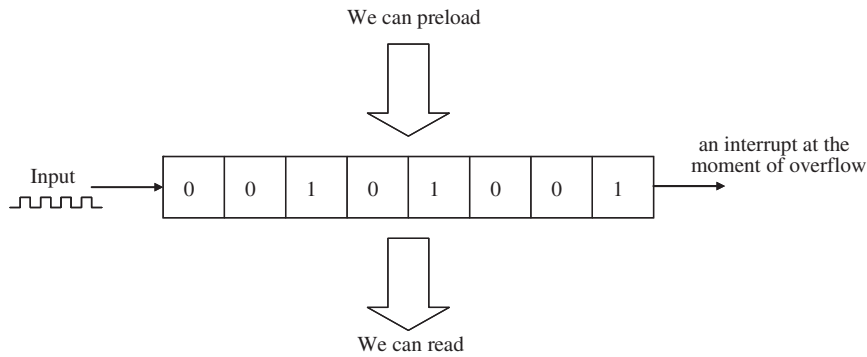 We can preload
an interrupt at the
moment of overflow
Input
0 0 1 0 1 0 0 1
We can read